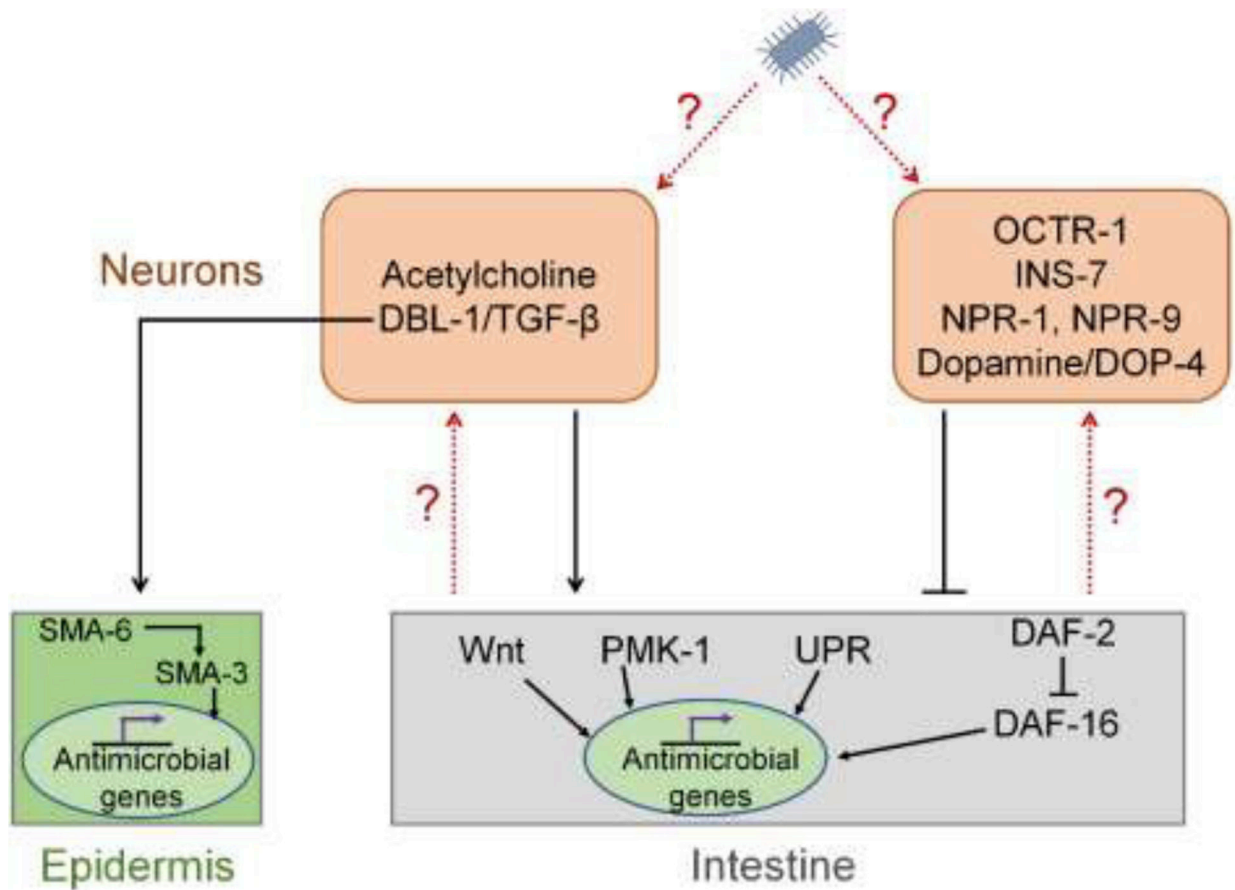 ?
?
Neurons
Acetylcholine
DBL-1/TGF-β
OCTR-1
INS-7
NPR-1, NPR-9
Dopamine/DOP-4
?
?
SMA-6
SMA-3
Antimicrobial
genes
Wnt
PMK-1
UPR
DAF-2
DAF-16
Antimicrobial
genes
Epidermis
Intestine